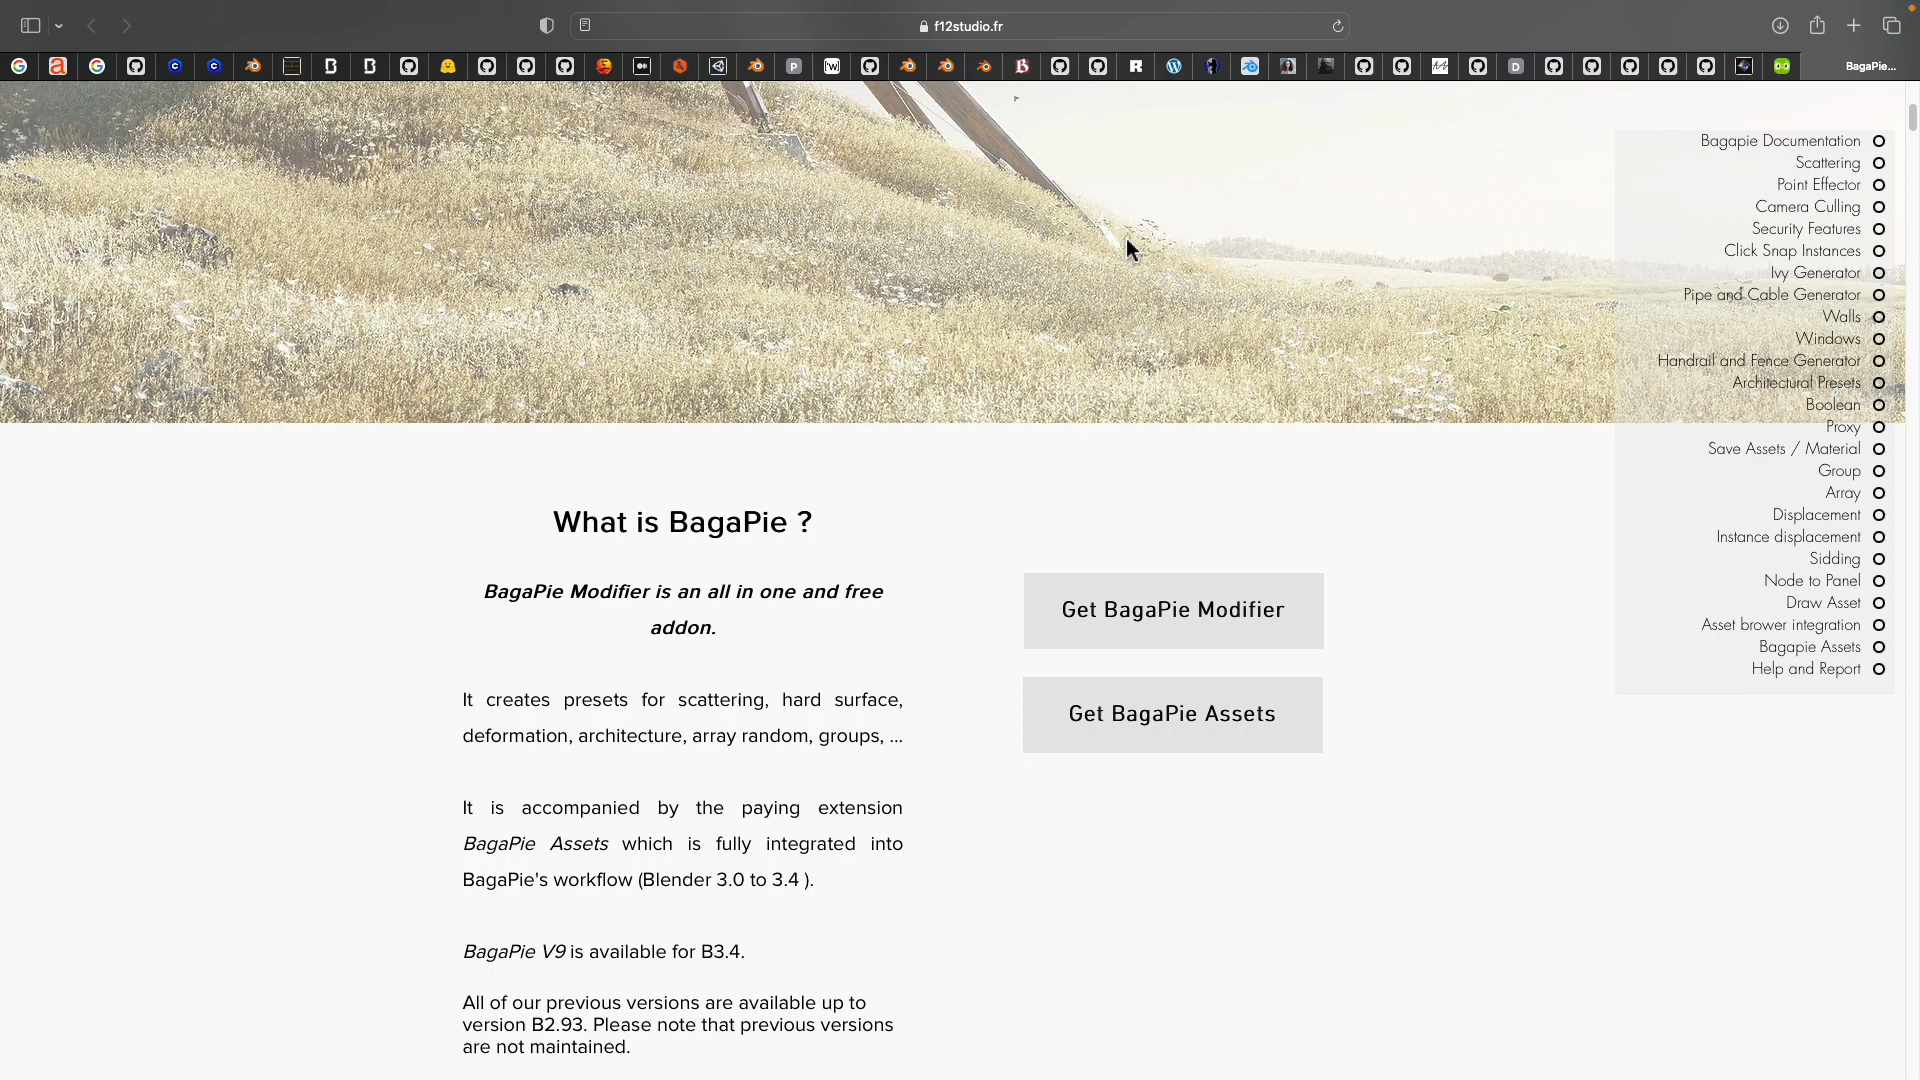 f12studio.fr
BagaPie...
Bagapie Documentation
Scattering
Point Effector
Camera Culling
Security Features
Click Snap Instances
Ivy Generator
Pipe and Cable Generator
Walls
Windows
Handrail and Fence Generator
Architectural Presets
Boolean
Proxy
Save Assets / Material
Group
Array
Displacement
Instance displacement
Sidding
Node to Panel
Draw Asset
Asset brower integration
Bagapie Assets
Help and Report
What is BagaPie ?
BagaPie Modifier is an all in one and free
addon.
It creates presets for scattering, hard surface,
deformation, architecture, array random, groups, ...
It is accompanied by the paying extension
BagaPie Assets which is fully integrated into
BagaPie's workflow (Blender 3.0 to 3.4 ).
BagaPie V9 is available for B3.4.
All of our previous versions are available up to
version B2.93. Please note that previous versions
are not maintained.
Get BagaPie Modifier
Get BagaPie Assets